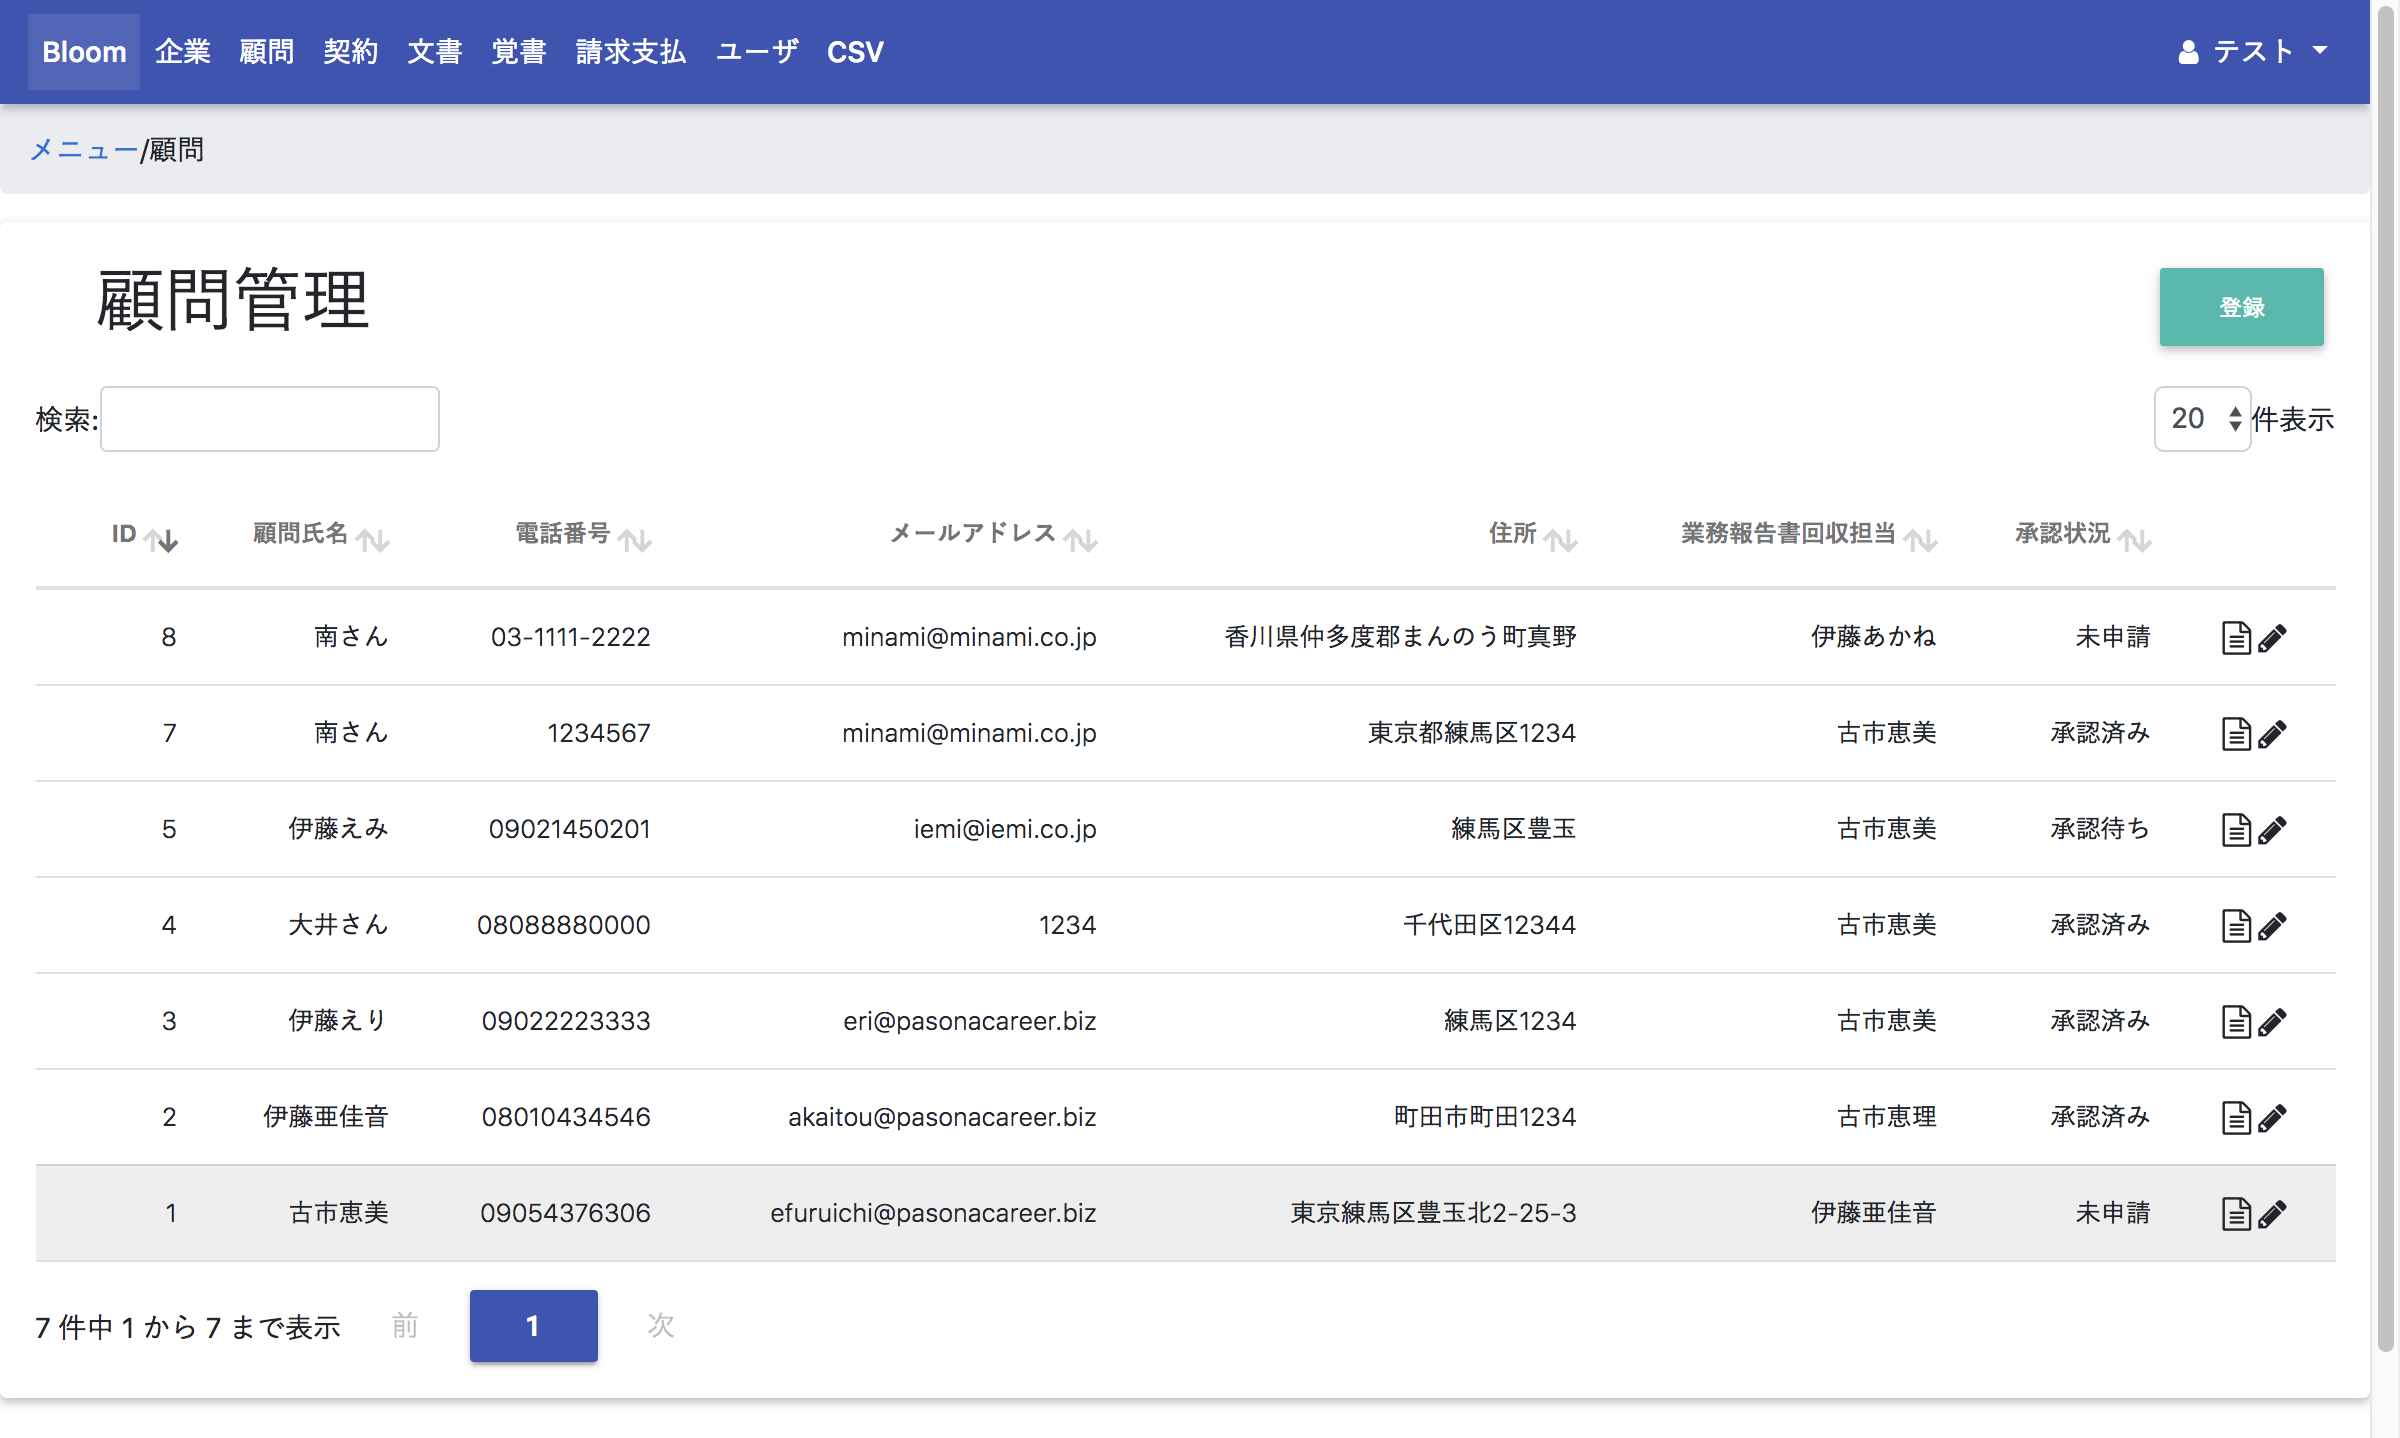 Bloom 企業 顧問 契約 文書 覚書 請求支払 ユーザ CSV テスト
メニュー/顧問
顧問管理
登録
検索: 20 件表示
ID 顧問氏名 電話番号 メールアドレス 住所 業務報告書回収担当 承認状況
8 南さん 03-1111-2222 minami@minami.co.jp 香川県仲多度郡まんのう町真野 伊藤あかね 未申請
7 南さん 1234567 minami@minami.co.jp 東京都練馬区1234 古市恵美 承認済み
5 伊藤えみ 09021450201 iemi@iemi.co.jp 練馬区豊玉 古市恵美 承認待ち
4 大井さん 08088880000 1234 千代田区12344 古市恵美 承認済み
3 伊藤えり 09022223333 eri@pasonacareer.biz 練馬区1234 古市恵美 承認済み
2 伊藤亜佳音 08010434546 akaitou@pasonacareer.biz 町田市町田1234 古市恵理 承認済み
1 古市恵美 09054376306 efuruichi@pasonacareer.biz 東京練馬区豊玉北2-25-3 伊藤亜佳音 未申請
7 件中 1 から 7 まで表示 前 1 次